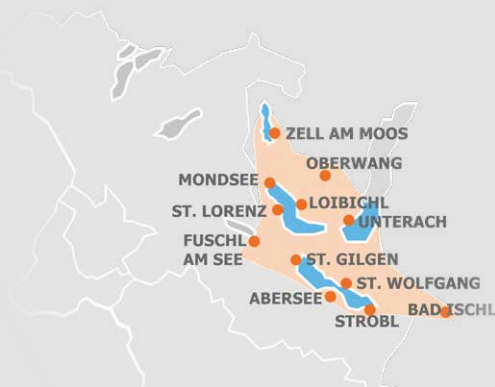 ZELL AM MOOS
OBERWANG
MONDSEE
LOIBICHL
ST. LORENZ
UNTERACH
FUSCHL
AM SEE
ST. GILGEN
ST. WOLFGANG
ABERSEE
BAD ISCHL
STROBL